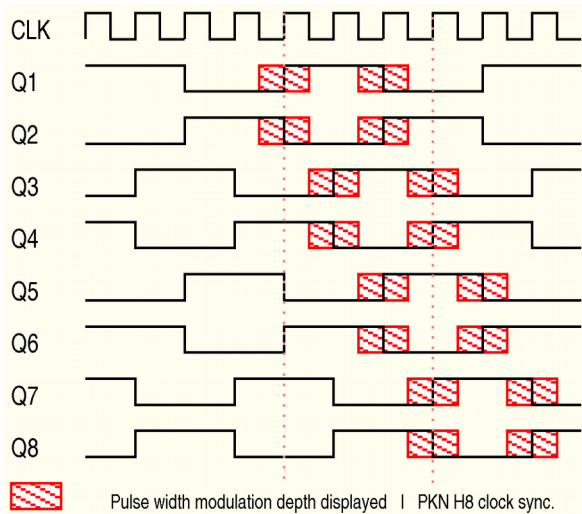 CLK
Q1
Q2
Q3
Q4
Q5
Q6
Q7
Q8
Pulse width modulation depth displayed | PKN H8 clock sync.